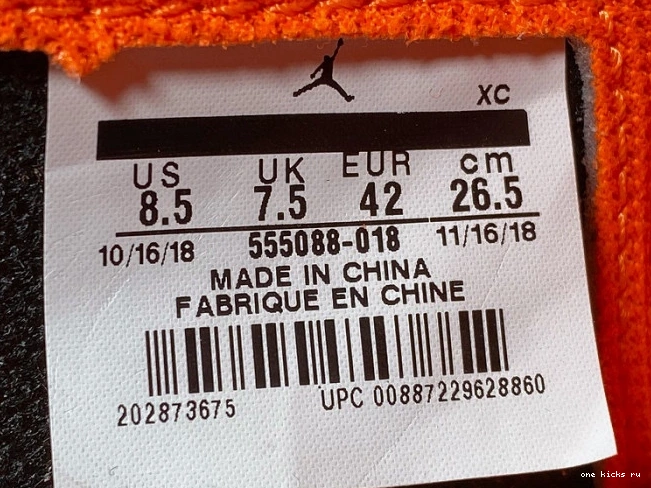 XC
US UK EUR cm
8.5 7.5 42 26.5
10/16/18 555088-018 11/16/18
MADE IN CHINA
FABRIQUE EN CHINE
202873675 UPC 00887229628860
one kicks ru